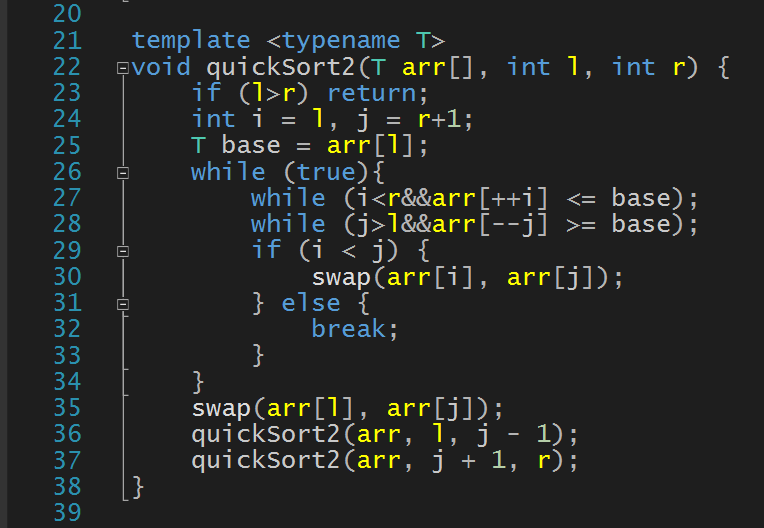 20
21 template <typename T>
22 void quickSort2(T arr[], int l, int r) {
23     if (l>r) return;
24     int i = l, j = r+1;
25     T base = arr[l];
26     while (true){
27         while (i<r&&arr[++i] <= base);
28         while (j>l&&arr[--j] >= base);
29         if (i < j) {
30             swap(arr[i], arr[j]);
31         } else {
32             break;
33         }
34     }
35     swap(arr[l], arr[j]);
36     quickSort2(arr, l, j - 1);
37     quickSort2(arr, j + 1, r);
38 }
39